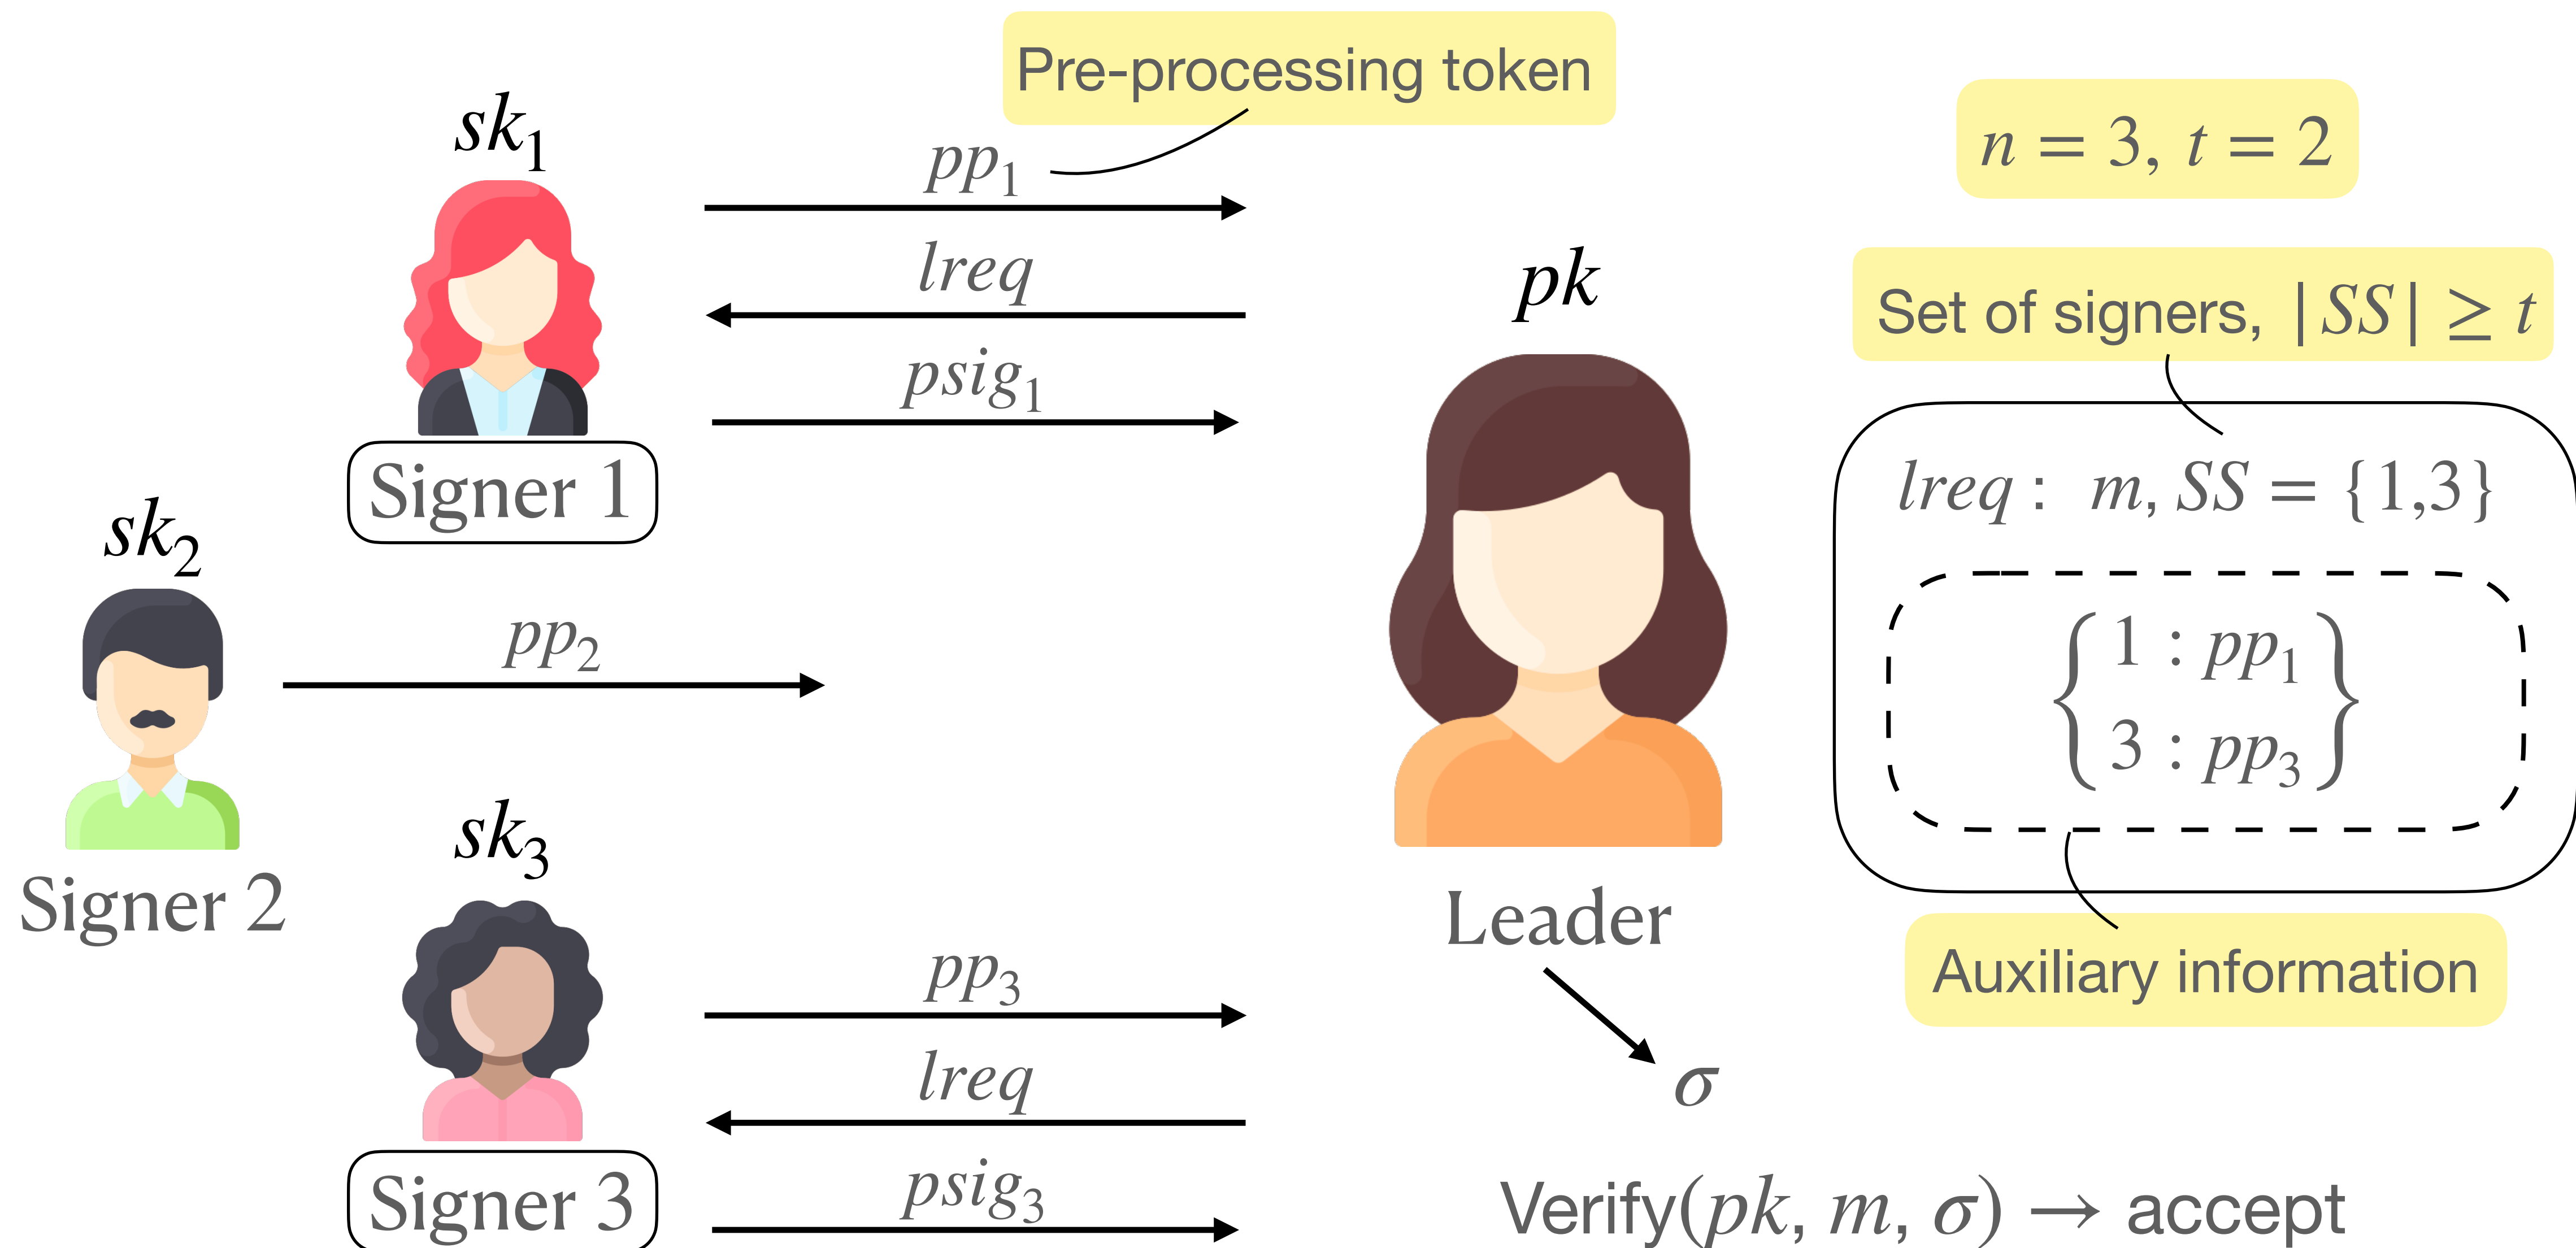 Pre-processing token
sk₁
pp₁
lreq
psig₁
Signer 1
sk₂
pp₂
Signer 2
sk₃
pp₃
lreq
psig₃
Signer 3
pk
Leader
σ
n = 3, t = 2
Set of signers, |SS| ≥ t
lreq : m, SS = {1,3}
{1 : pp₁
3 : pp₃}
Auxiliary information
Verify(pk, m, σ) → accept